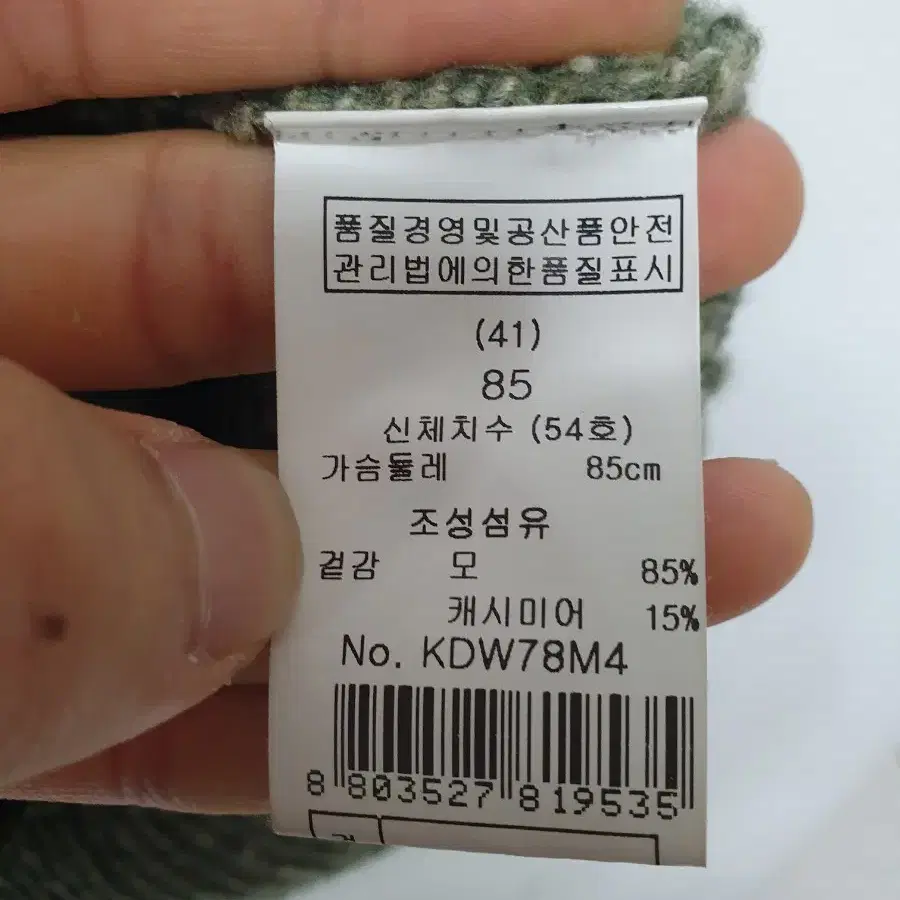 품질경영및공산품안전
관리법에의한품질표시
(41)
85
신체치수 (54호)
가슴둘레 85cm
조성섬유
겉감 모 85%
캐시미어 15%
No. KDW78M4
8 803527 819535